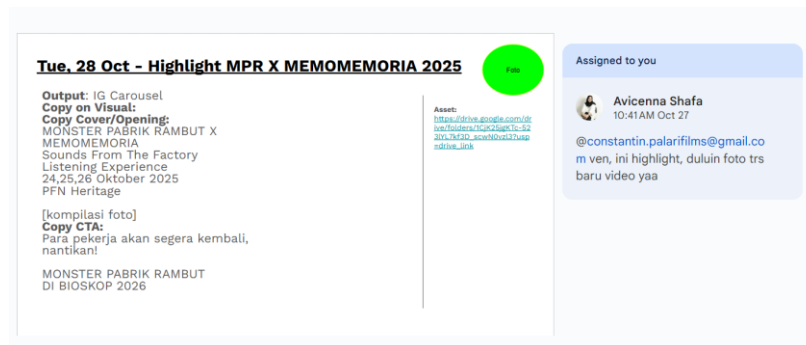 Tue, 28 Oct - Highlight MPR X MEMOMEMORIA 2025
Foto
Output: IG Carousel
Copy on Visual:
Copy Cover/Opening:
MONSTER PABRIK RAMBUT X
MEMOMEMORIA
Sounds From The Factory
Listening Experience
24,25,26 Oktober 2025
PFN Heritage
[kompilasi foto]
Copy CTA:
Para pekerja akan segera kembali,
nantikan!
MONSTER PABRIK RAMBUT
DI BIOSKOP 2026
Asset:
https://drive.google.com/dr
ive/folders/
=drive_link
Assigned to you
Avicenna Shafa
10:41 AM Oct 27
@constantin.palarifilms@gmail.co
m ven, ini highlight, duluin foto trs
baru video yaa